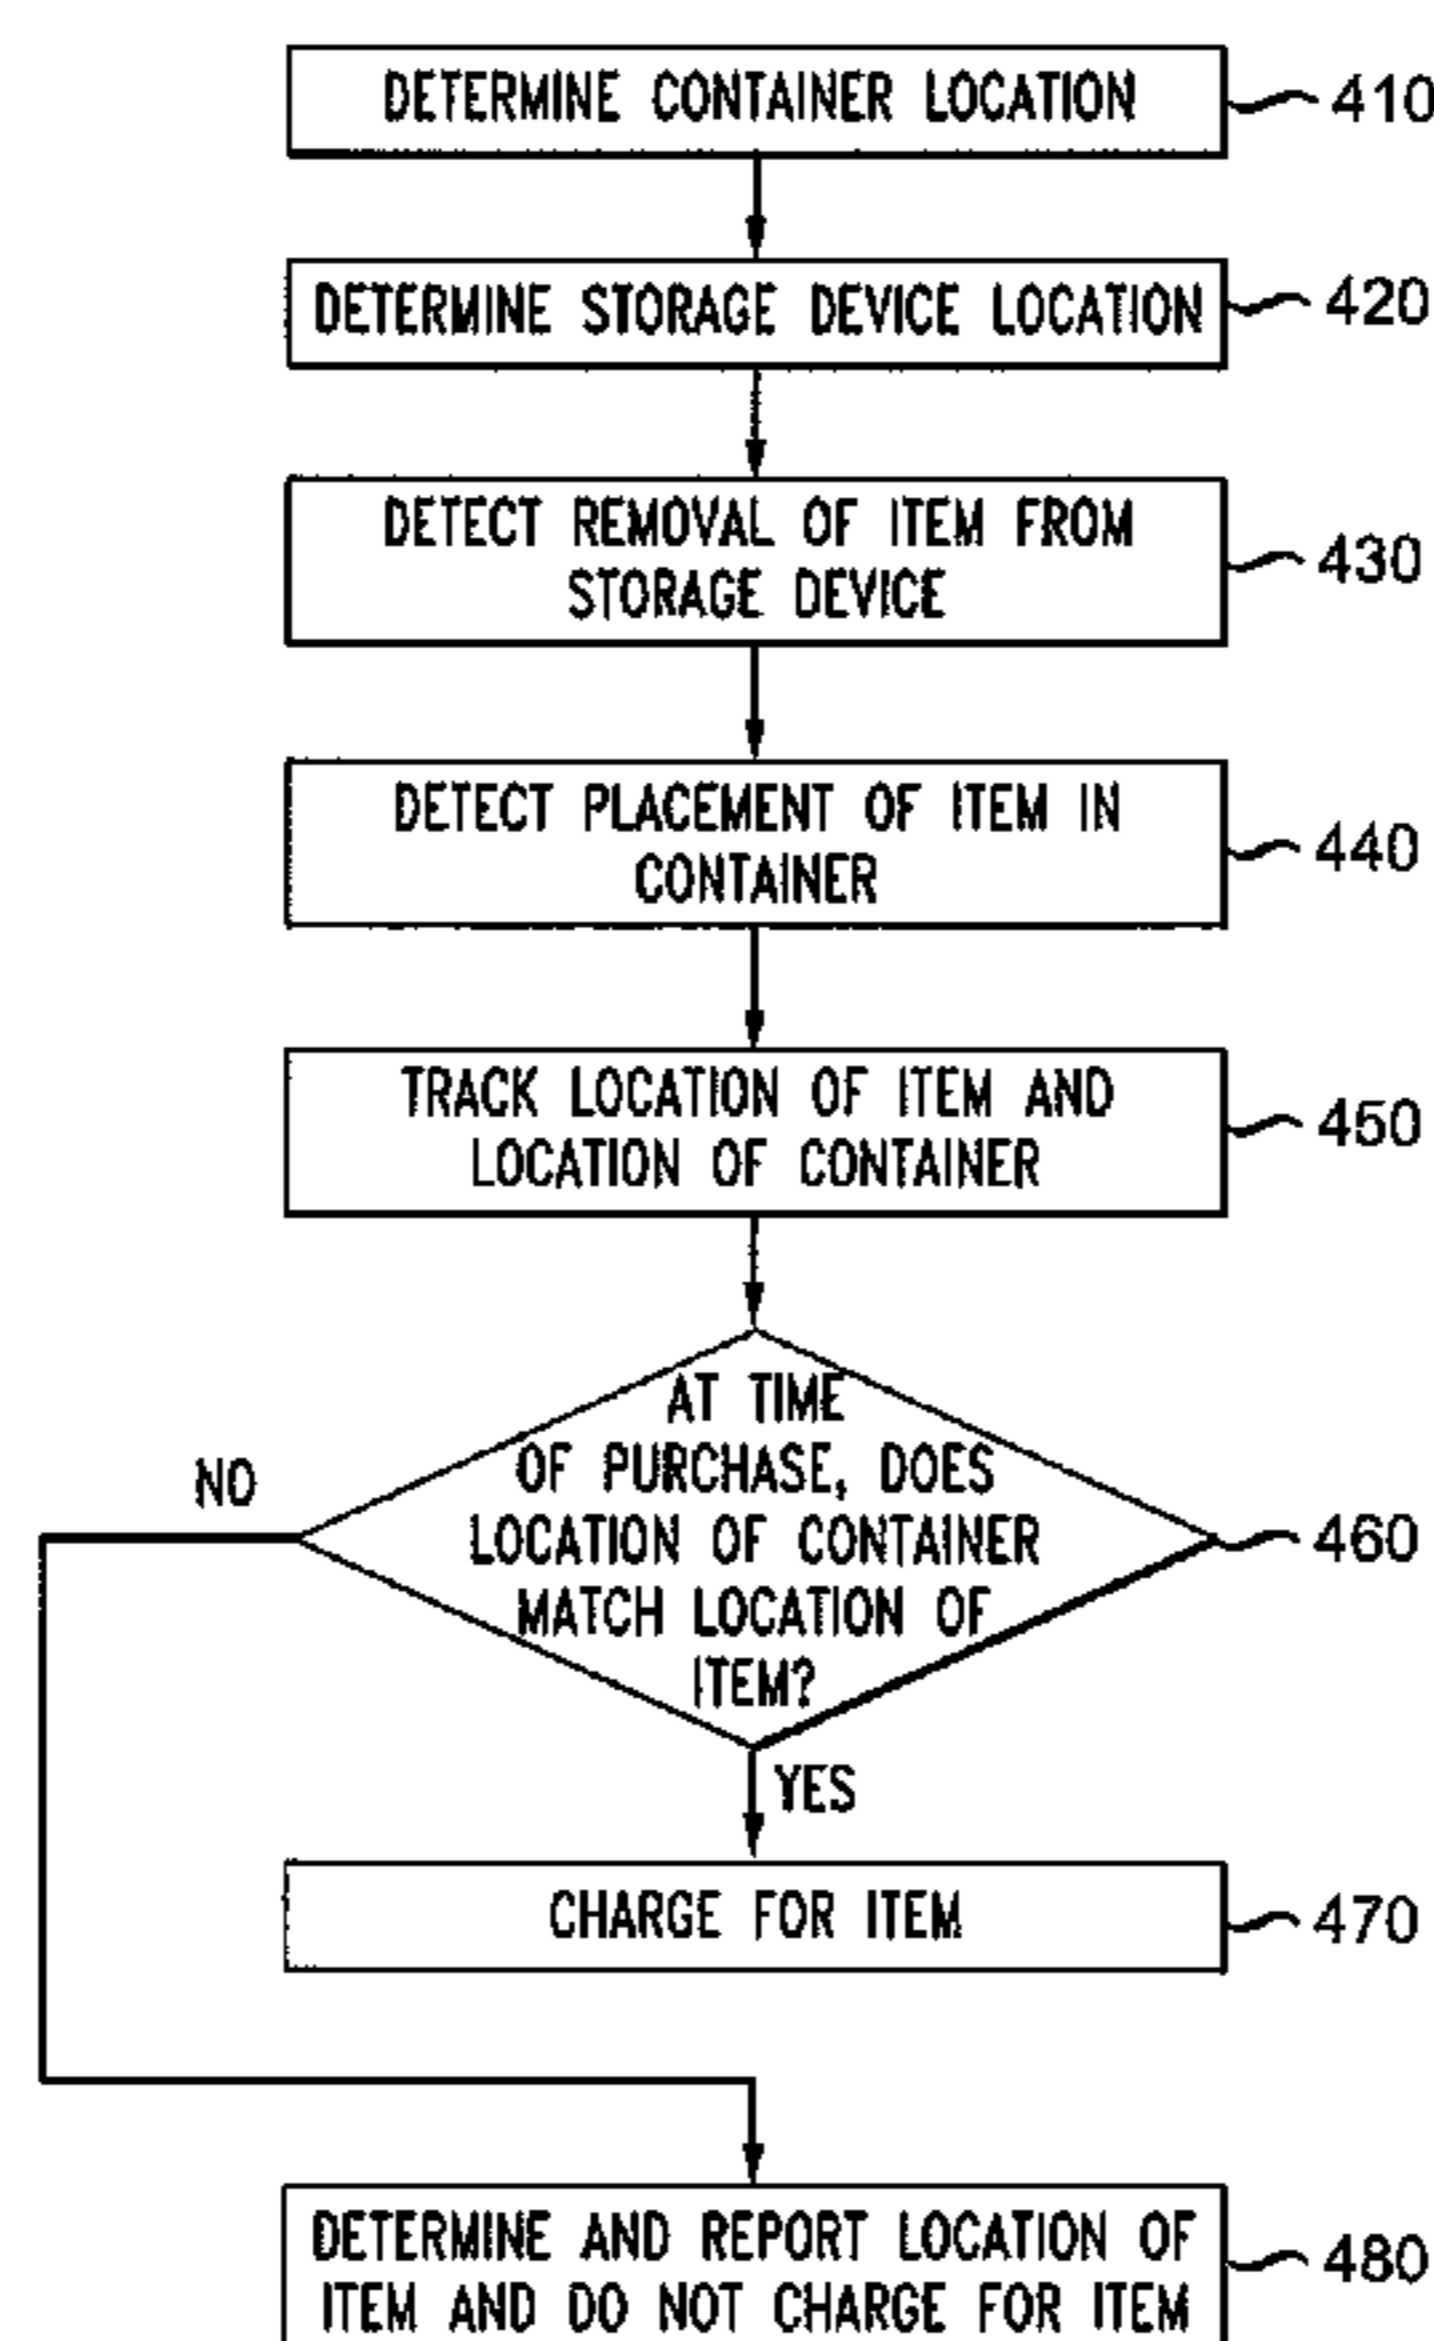 DETERMINE CONTAINER LOCATION
410
DETERMINE STORAGE DEVICE LOCATION
420
DETECT REMOVAL OF ITEM FROM
STORAGE DEVICE
430
DETECT PLACEMENT OF ITEM IN
CONTAINER
440
TRACK LOCATION OF ITEM AND
LOCATION OF CONTAINER
450
AT TIME
OF PURCHASE, DOES
LOCATION OF CONTAINER
MATCH LOCATION OF
ITEM?
460
NO
YES
CHARGE FOR ITEM
470
DETERMINE AND REPORT LOCATION OF
ITEM AND DO NOT CHARGE FOR ITEM
480